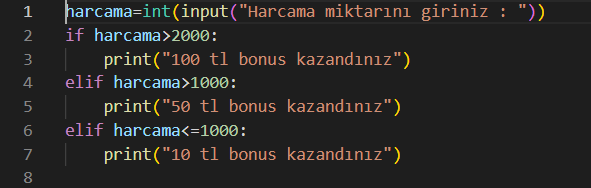 1 harcama=int(input("Harcama miktarını giriniz : "))
2 if harcama>2000:
3     print("100 tl bonus kazandınız")
4 elif harcama>1000:
5     print("50 tl bonus kazandınız")
6 elif harcama<=1000:
7     print("10 tl bonus kazandınız")
8